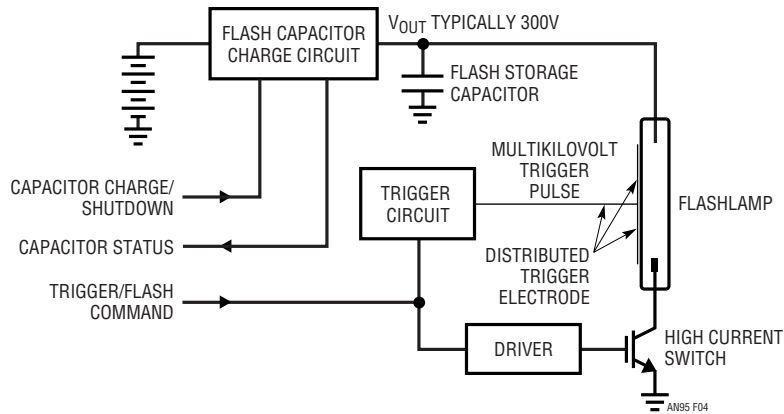 FLASH CAPACITOR
CHARGE CIRCUIT
VOUT TYPICALLY 300V
FLASH STORAGE
CAPACITOR
MULTIKILOVOLT
TRIGGER
PULSE
CAPACITOR CHARGE/
SHUTDOWN
TRIGGER
CIRCUIT
FLASHLAMP
CAPACITOR STATUS
DISTRIBUTED
TRIGGER
ELECTRODE
TRIGGER/FLASH
COMMAND
DRIVER
HIGH CURRENT
SWITCH
AN95 F04